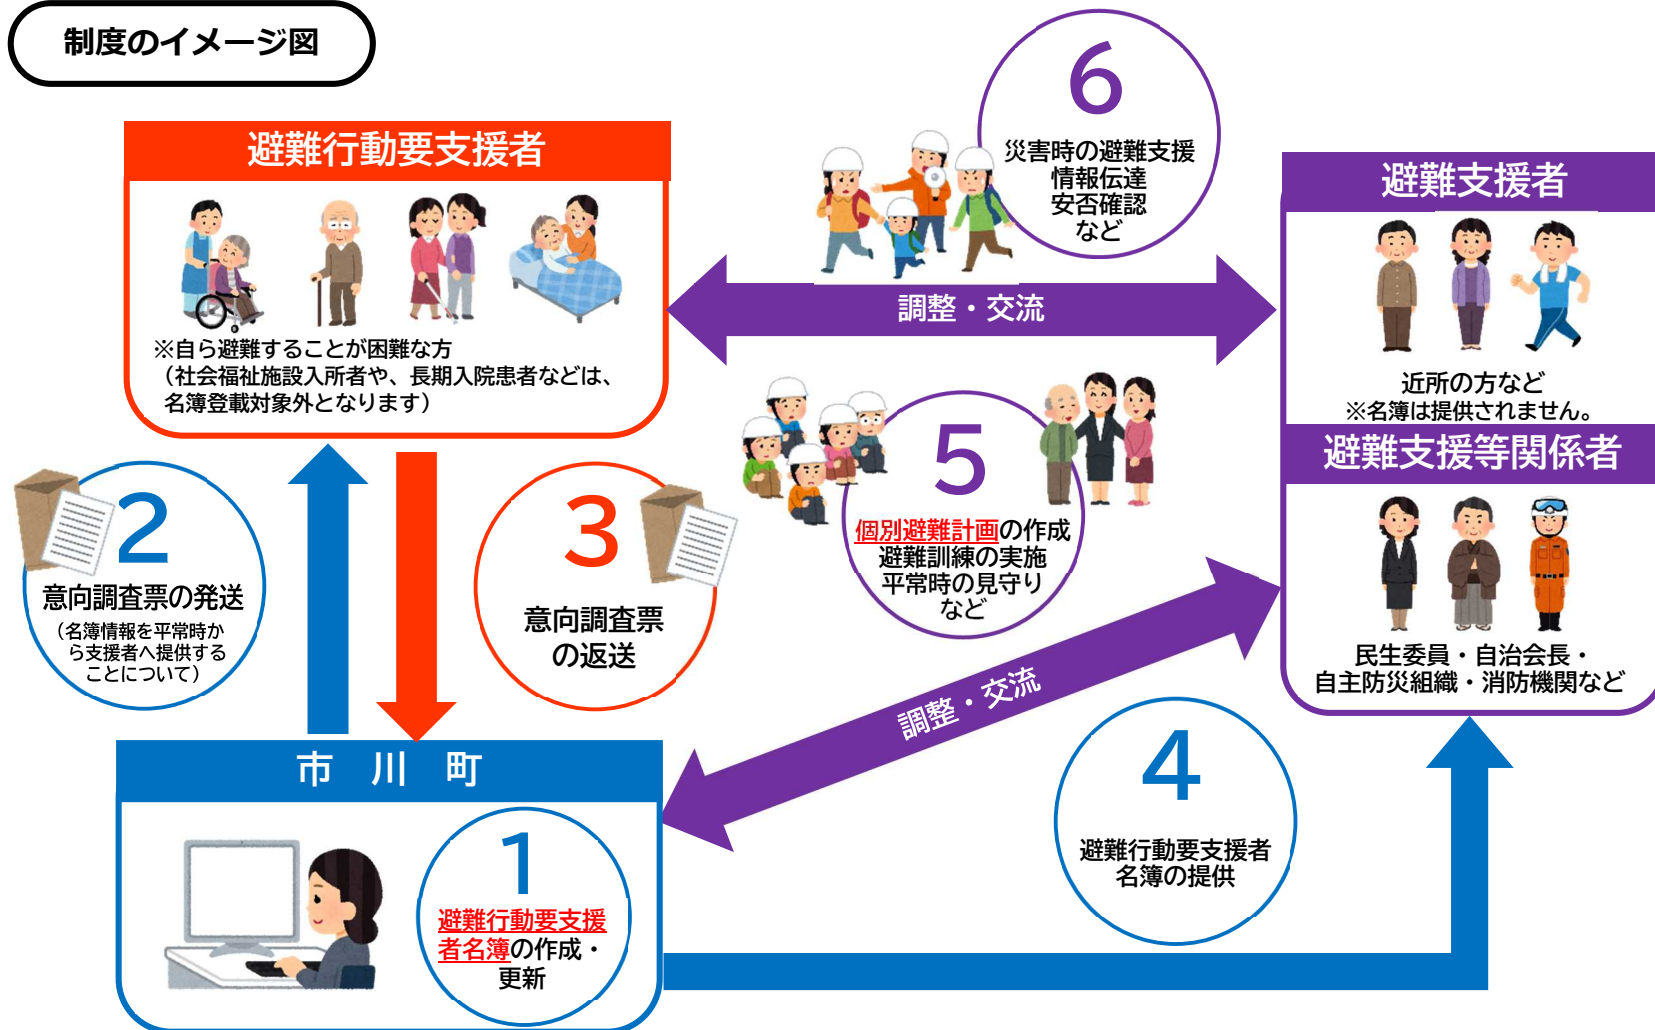 制度のイメージ図
避難行動要支援者
※自ら避難することが困難な方
（社会福祉施設入所者や、長期入院患者などは、
名簿登載対象外となります）
6
災害時の避難支援
情報伝達
安否確認
など
調整・交流
避難支援者
近所の方など
※名簿は提供されません。
避難支援等関係者
民生委員・自治会長・
自主防災組織・消防機関など
2
意向調査票の発送
（名簿情報を平常時か
ら支援者へ提供する
ことについて）
3
意向調査票
の返送
5
個別避難計画の作成
避難訓練の実施
平常時の見守り
など
調整・交流
4
避難行動要支援者
名簿の提供
市川町
1
避難行動要支援
者名簿の作成・
更新